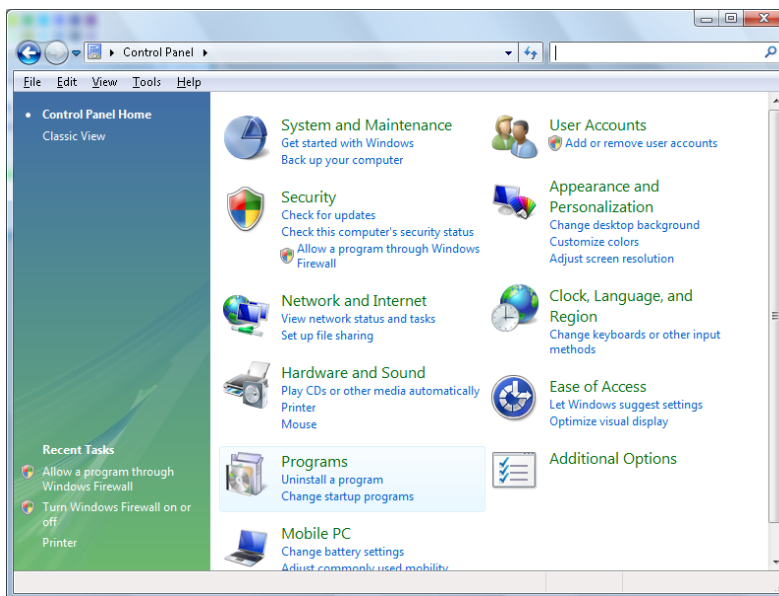 Control Panel
File Edit View Tools Help
Control Panel Home
Classic View
Recent Tasks
Allow a program through
Windows Firewall
Turn Windows Firewall on or
off
Printer
System and Maintenance
Get started with Windows
Back up your computer
Security
Check for updates
Check this computer's security status
Allow a program through Windows
Firewall
Network and Internet
View network status and tasks
Set up file sharing
Hardware and Sound
Play CDs or other media automatically
Printer
Mouse
Programs
Uninstall a program
Change startup programs
Mobile PC
Change battery settings
Adjust commonly used mobility
User Accounts
Add or remove user accounts
Appearance and
Personalization
Change desktop background
Customize colors
Adjust screen resolution
Clock, Language, and
Region
Change keyboards or other input
methods
Ease of Access
Let Windows suggest settings
Optimize visual display
Additional Options